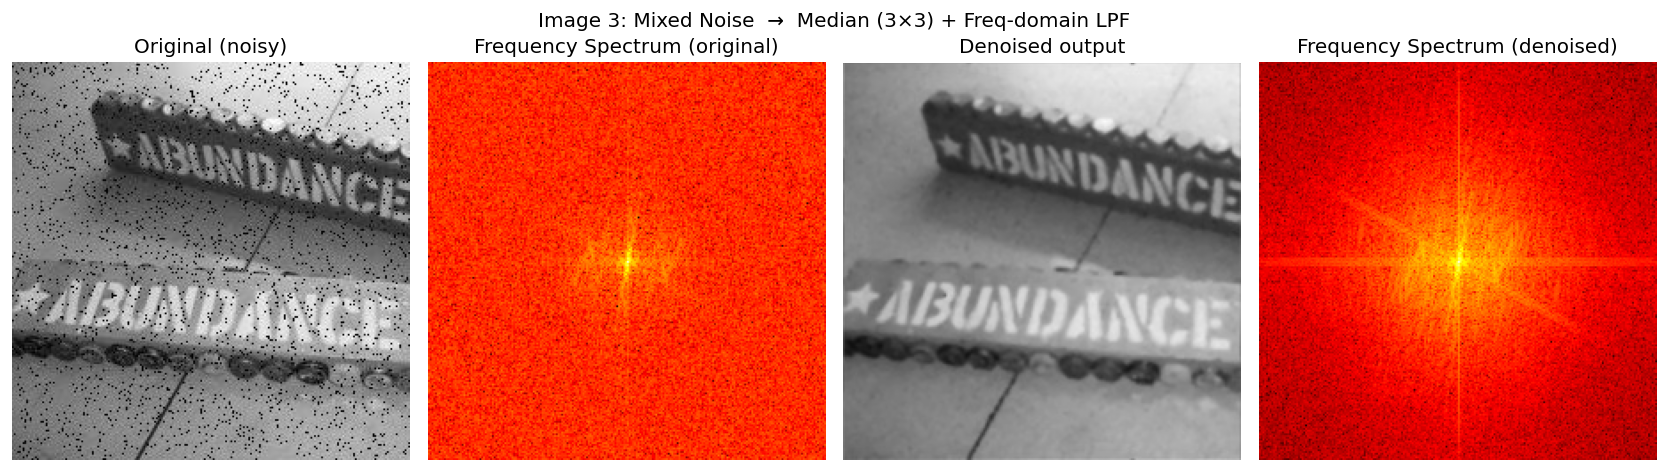 Image 3: Mixed Noise → Median (3×3) + Freq-domain LPF
Original (noisy)
Frequency Spectrum (original)
Denoised output
Frequency Spectrum (denoised)
ABUNDANCE
ABUNDANCE
ABUNDANCE
ABUNDANCE